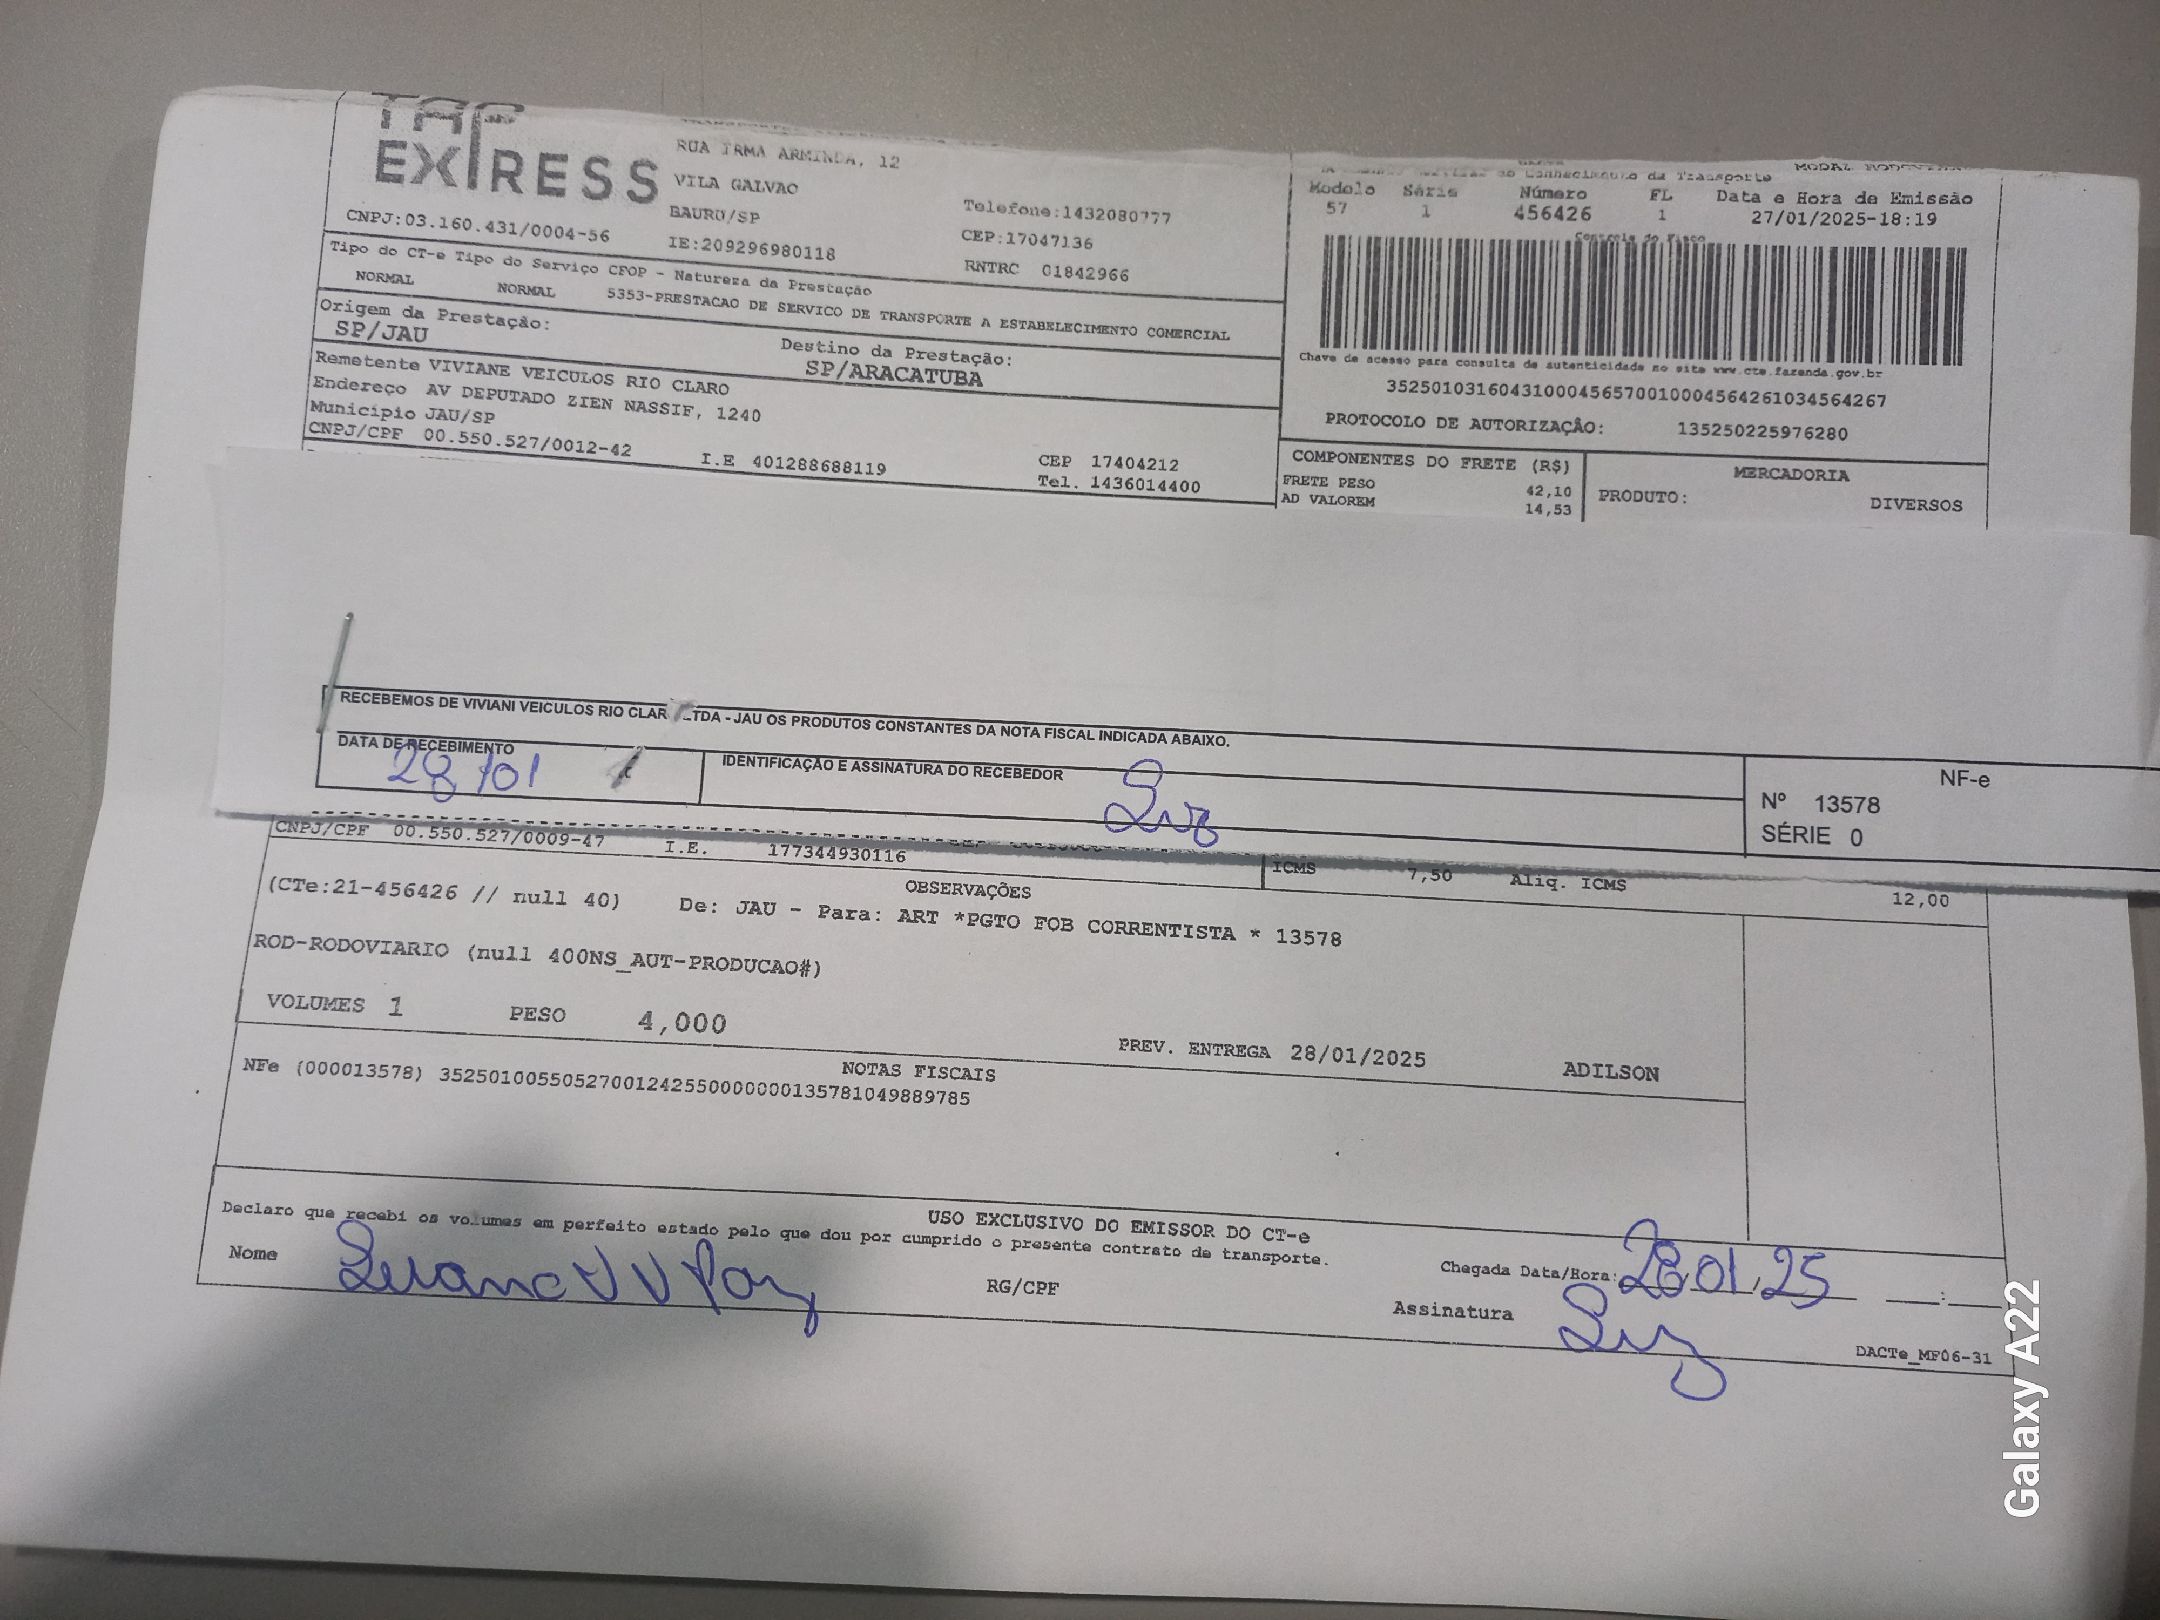 EXPRESS
CNPJ:03.160.431/0004-56
RUA IRMA ARMINDA, 12
VILA GALVAO
BAURU/SP
IE:209296980118
Telefone:1432080777
CEP:17047136
RNTRC 01842966
Modelo Série Número FL Data e Hora de Emissão
57 1 456426 1 27/01/2025-18:19
Controle do Fisco
Tipo do CT-e Tipo do Serviço CFOP - Natureza da Prestação
NORMAL NORMAL 5353-PRESTACAO DE SERVICO DE TRANSPORTE A ESTABELECIMENTO COMERCIAL
Origem da Prestação:
SP/JAU
Destino da Prestação:
SP/ARACATUBA
Chave de acesso para consulta de autenticidade no site www.cte.fazenda.gov.br
35250103160431000456570010004564261034564267
PROTOCOLO DE AUTORIZAÇÃO: 135250225976280
Remetente VIVIANE VEICULOS RIO CLARO
Endereço AV DEPUTADO ZIEN NASSIF, 1240
Município JAU/SP
CNPJ/CPF 00.550.527/0012-42 I.E 401288688119
CEP 17404212
Tel. 1436014400
COMPONENTES DO FRETE (R$)
FRETE PESO 42,10
AD VALOREM 14,53
MERCADORIA
PRODUTO: DIVERSOS
RECEBEMOS DE VIVIANI VEICULOS RIO CLAR LTDA - JAU OS PRODUTOS CONSTANTES DA NOTA FISCAL INDICADA ABAIXO.
DATA DE RECEBIMENTO
28/01
IDENTIFICAÇÃO E ASSINATURA DO RECEBEDOR
NF-e
Nº 13578
SÉRIE 0
CNPJ/CPF 00.550.527/0009-47 I.E. 177344930116
ICMS 7,50 Aliq. ICMS 12,00
OBSERVAÇÕES
(CTe:21-456426 // null 40) De: JAU - Para: ART *PGTO FOB CORRENTISTA * 13578
ROD-RODOVIARIO (null 400NS_AUT-PRODUCAO#)
VOLUMES 1 PESO 4,000
PREV. ENTREGA 28/01/2025 ADILSON
NOTAS FISCAIS
NFe (000013578) 35250100550527001242550000000135781049889785
USO EXCLUSIVO DO EMISSOR DO CT-e
Declaro que recebi os volumes em perfeito estado pelo que dou por cumprido o presente contrato de transporte.
Nome
RG/CPF
Chegada Data/Hora: 28,01,25 :
Assinatura
DACTe_MF06-31
Galaxy A22